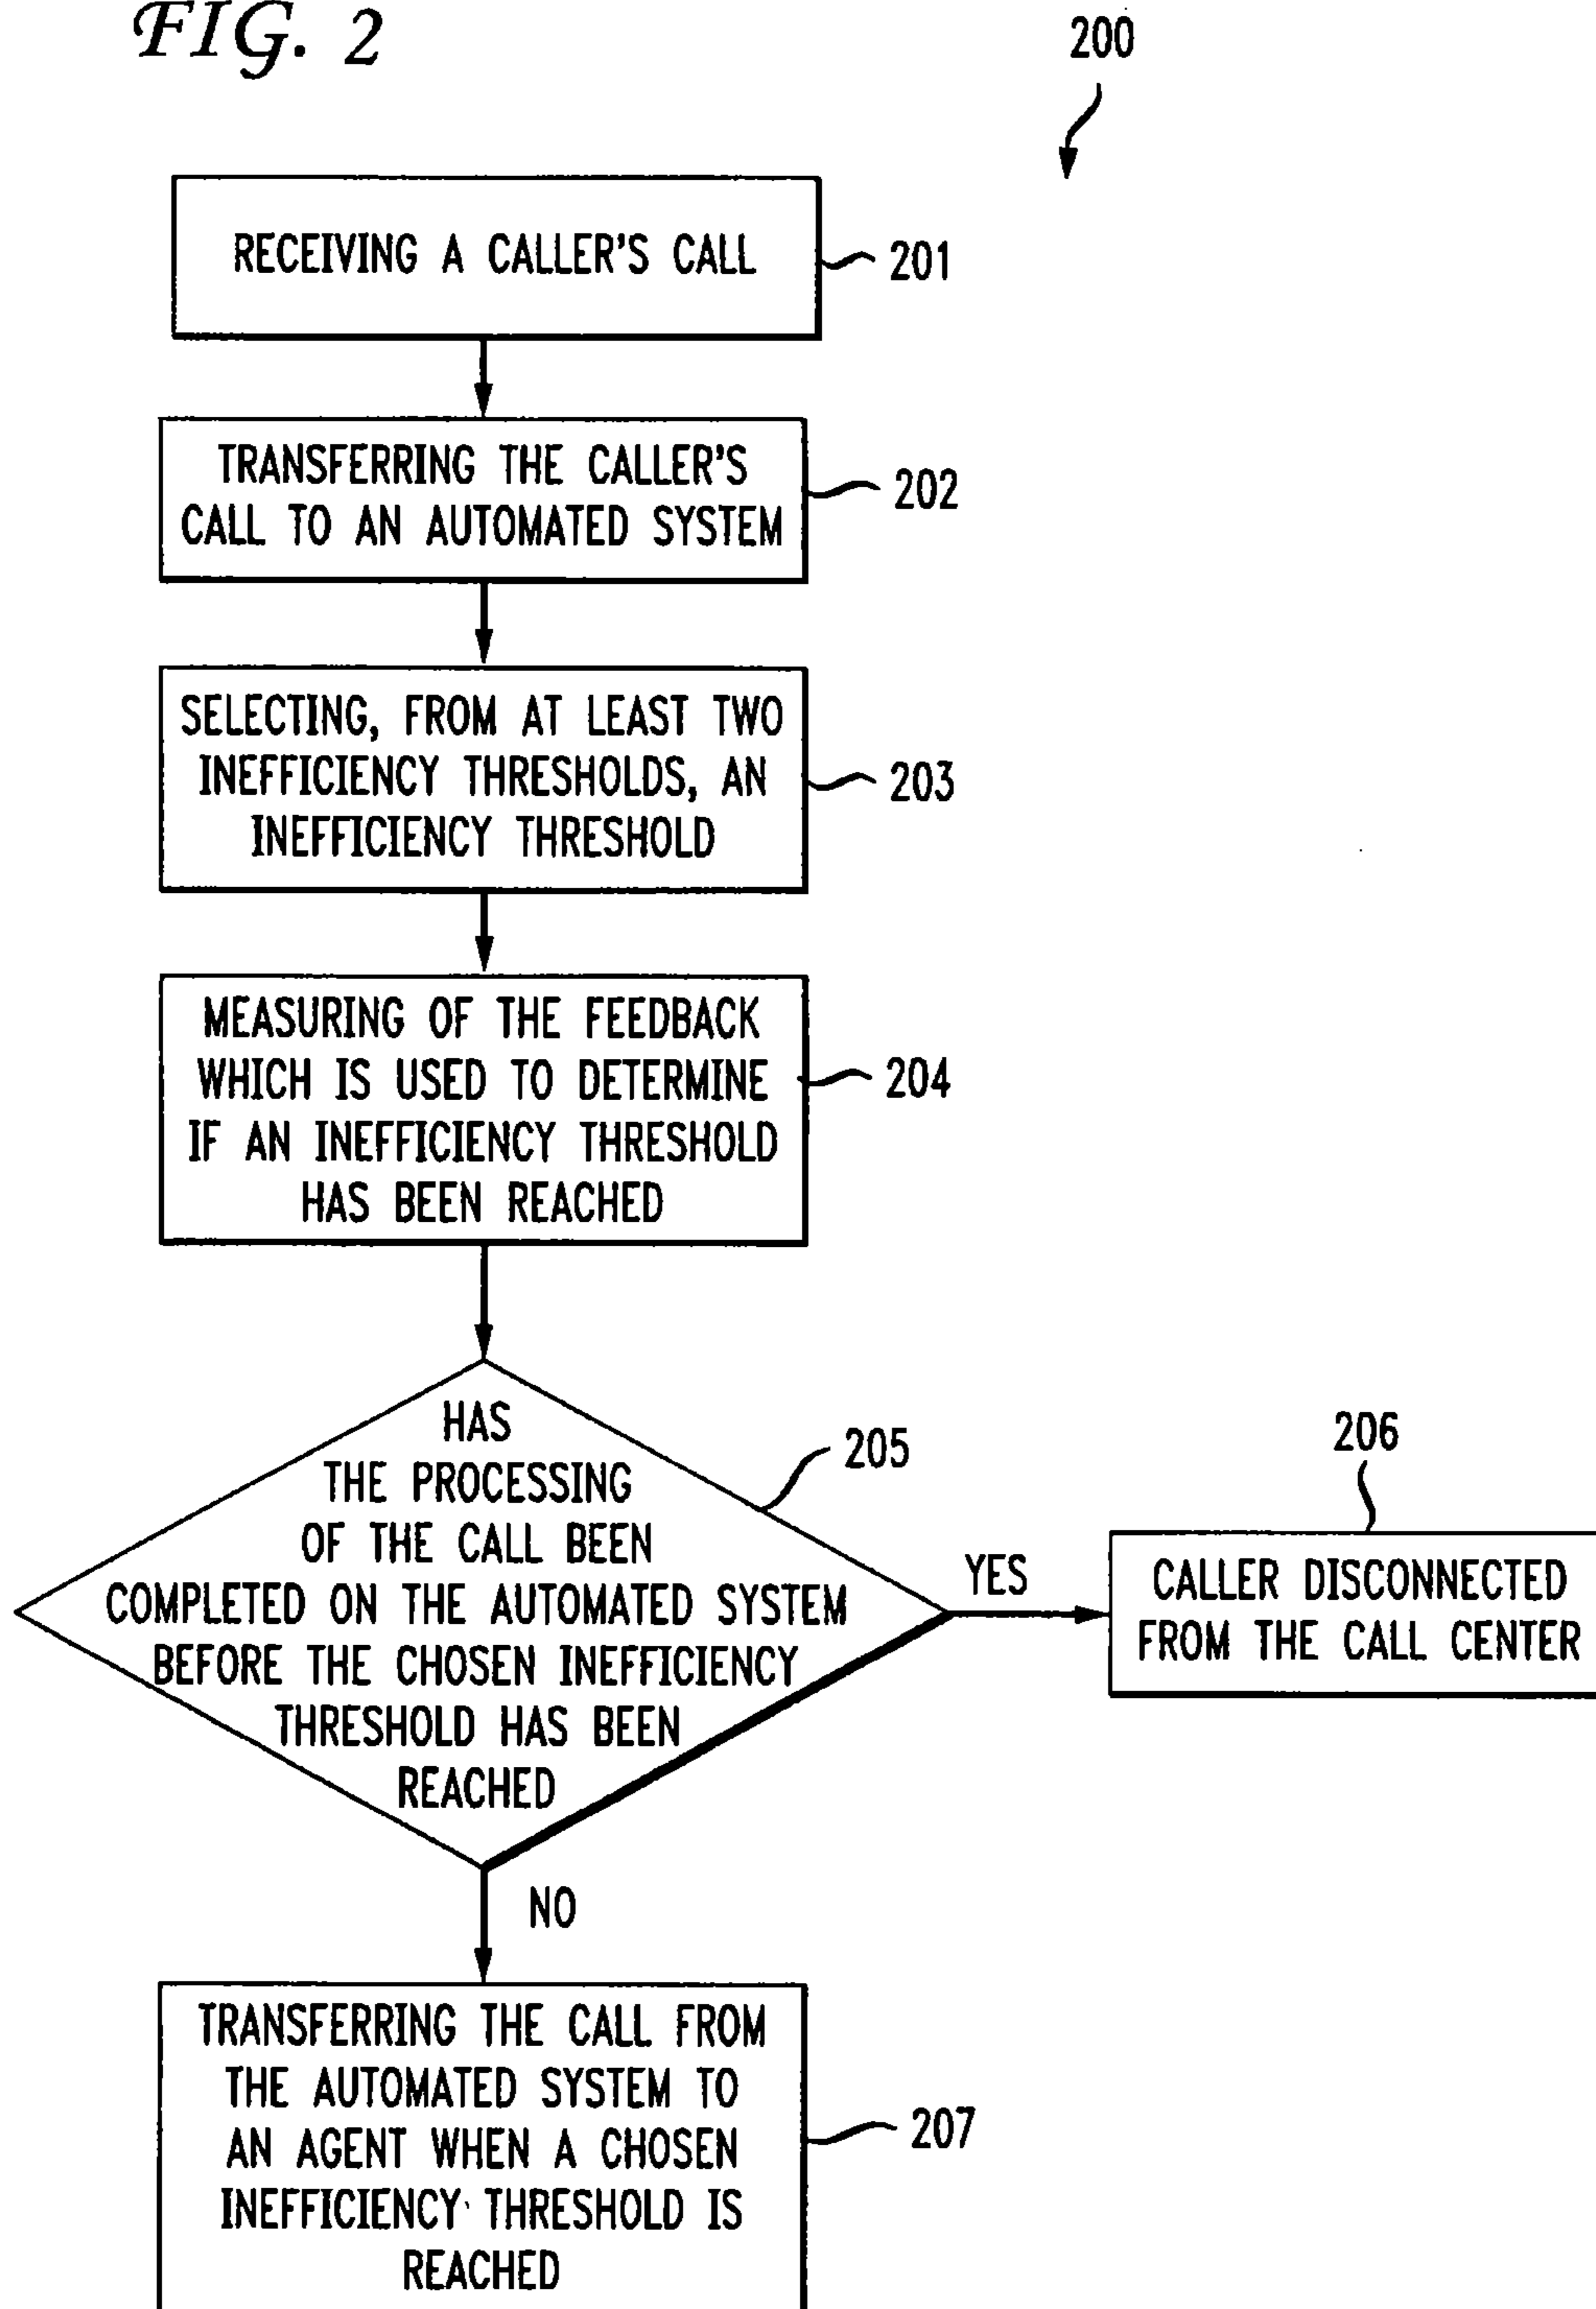 FIG. 2
200
RECEIVING A CALLER'S CALL
201
TRANSFERRING THE CALLER'S
CALL TO AN AUTOMATED SYSTEM
202
SELECTING, FROM AT LEAST TWO
INEFFICIENCY THRESHOLDS, AN
INEFFICIENCY THRESHOLD
203
MEASURING OF THE FEEDBACK
WHICH IS USED TO DETERMINE
IF AN INEFFICIENCY THRESHOLD
HAS BEEN REACHED
204
HAS
THE PROCESSING
OF THE CALL BEEN
COMPLETED ON THE AUTOMATED SYSTEM
BEFORE THE CHOSEN INEFFICIENCY
THRESHOLD HAS BEEN
REACHED
205
YES
206
CALLER DISCONNECTED
FROM THE CALL CENTER
NO
TRANSFERRING THE CALL FROM
THE AUTOMATED SYSTEM TO
AN AGENT WHEN A CHOSEN
INEFFICIENCY THRESHOLD IS
REACHED
207